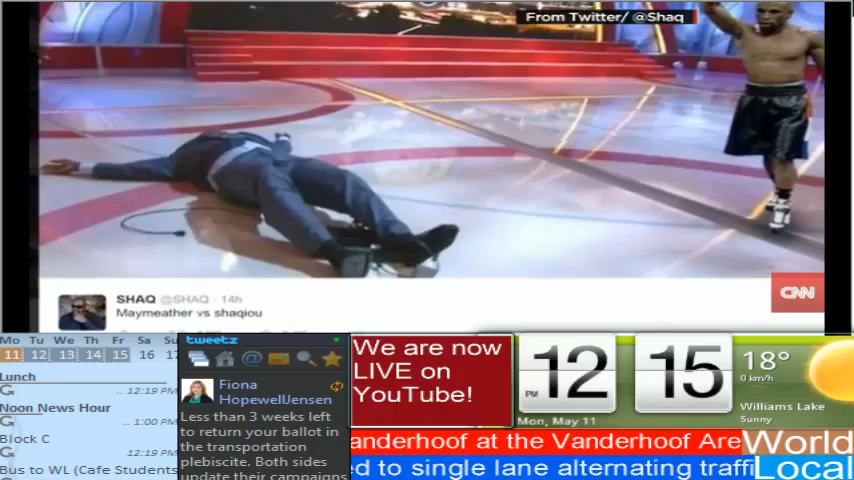 From Twitter/ @Shaq
CNN
SHAQ @SHAQ · 14h
Maymeather vs shaqiou
Mo Tu We Th Fr Sa Su
11 12 13 14 15 16 17
Lunch
.. 12:19 PM
Noon News Hour
.. 1:00 PM
Block C
12:19 PM
Bus to WL (Cafe Students
tweetz
Fiona
HopewellJensen
Less than 3 weeks left
to return your ballot in
the transportation
plebiscite. Both sides
update their campaigns
We are now
LIVE on
YouTube!
PM
12 15
Mon, May 11
18°
0 km/h
Williams Lake
Sunny
anderhoof at the Vanderhoof Are
World
ed to single lane alternating traffi
Local